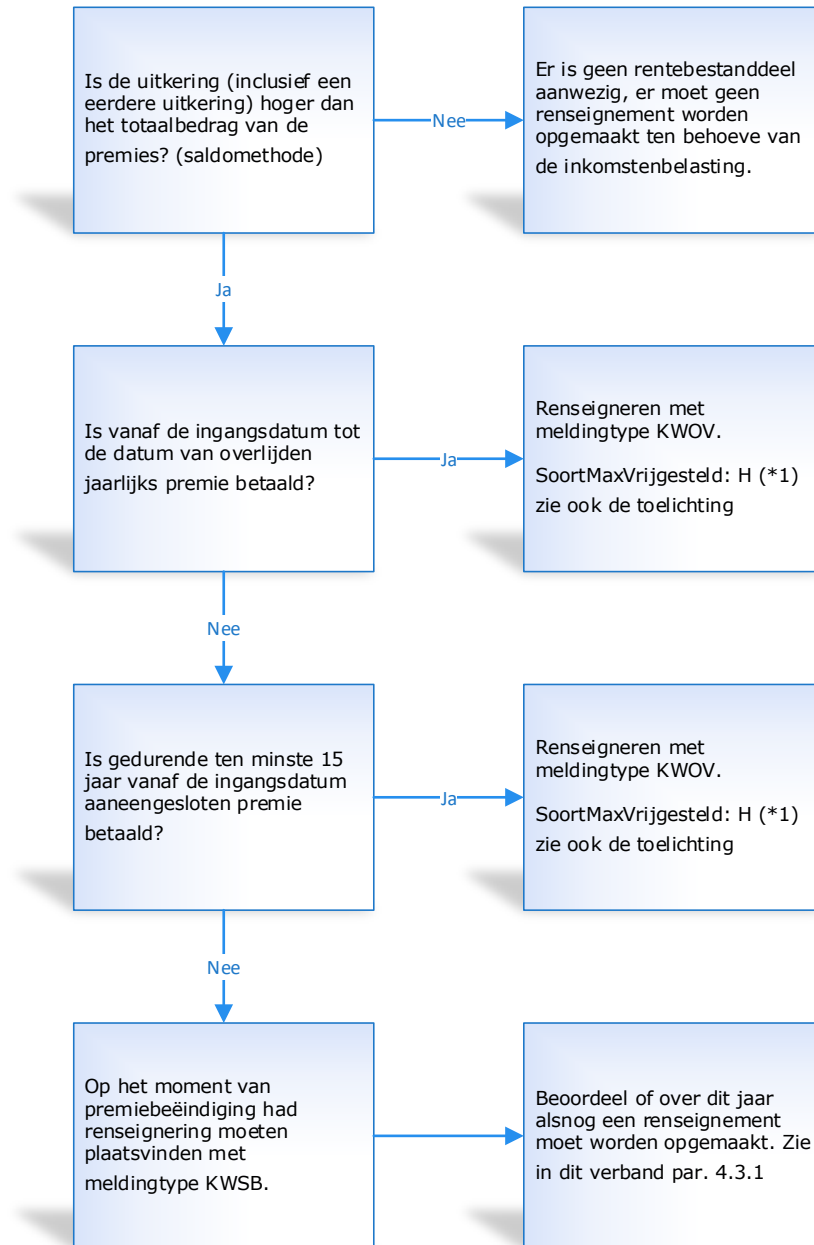 Is de uitkering (inclusief een
eerdere uitkering) hoger dan
het totaalbedrag van de
premies? (saldomethode)
Nee
Er is geen rentebestanddeel
aanwezig, er moet geen
renseignement worden
opgemaakt ten behoeve van
de inkomstenbelasting.
Ja
Is vanaf de ingangsdatum tot
de datum van overlijden
jaarlijks premie betaald?
Ja
Renseigneren met
meldingtype KWOV.
SoortMaxVrijgesteld: H (*1)
zie ook de toelichting
Nee
Is gedurende ten minste 15
jaar vanaf de ingangsdatum
aaneengesloten premie
betaald?
Ja
Renseigneren met
meldingtype KWOV.
SoortMaxVrijgesteld: H (*1)
zie ook de toelichting
Nee
Op het moment van
premiebeëindiging had
renseignering moeten
plaatsvinden met
meldingtype KWSB.
Beoordeel of over dit jaar
alsnog een renseignement
moet worden opgemaakt. Zie
in dit verband par. 4.3.1